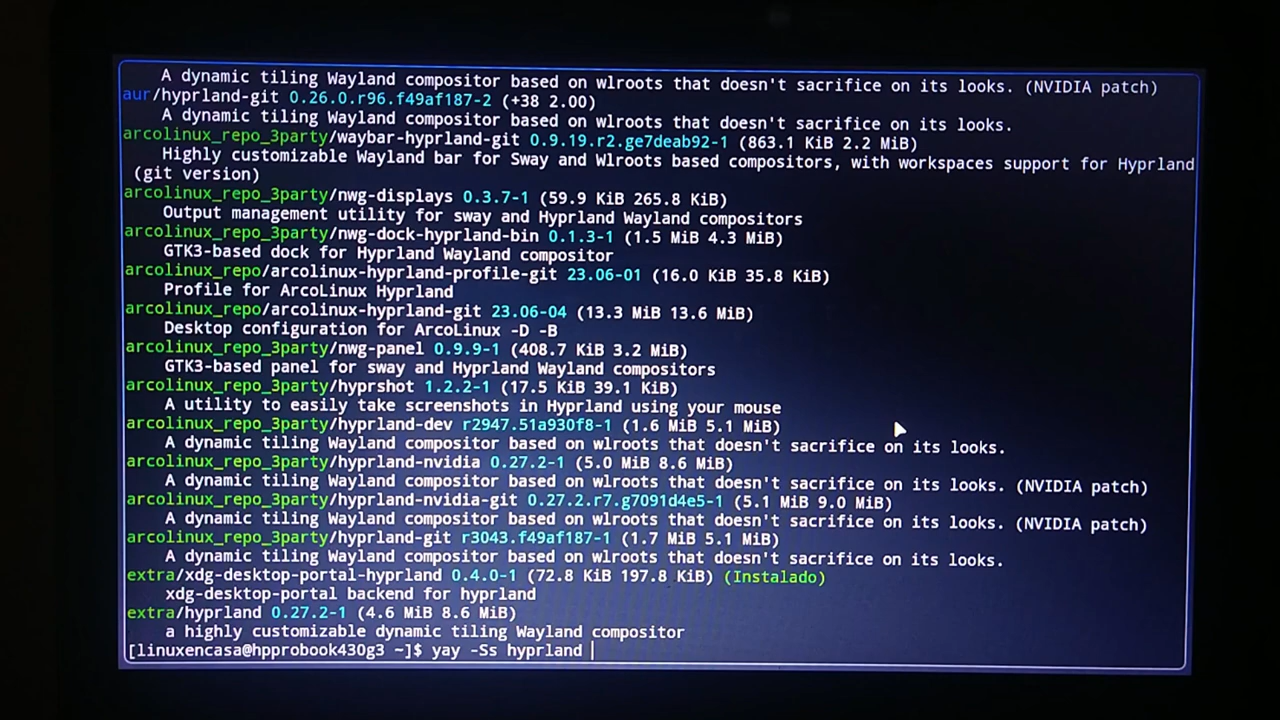 A dynamic tiling Wayland compositor based on wlroots that doesn't sacrifice on its looks. (NVIDIA patch)
aur/hyprland-git 0.26.0.r96.f49af187-2 (+38 2.00)
A dynamic tiling Wayland compositor based on wlroots that doesn't sacrifice on its looks.
arcolinux_repo_3party/waybar-hyprland-git 0.9.19.r2.ge7deab92-1 (863.1 KiB 2.2 MiB)
Highly customizable Wayland bar for Sway and Wlroots based compositors, with workspaces support for Hyprland
(git version)
arcolinux_repo_3party/nwg-displays 0.3.7-1 (59.9 KiB 265.8 KiB)
Output management utility for sway and Hyprland Wayland compositors
arcolinux_repo_3party/nwg-dock-hyprland-bin 0.1.3-1 (1.5 MiB 4.3 MiB)
GTK3-based dock for Hyprland Wayland compositor
arcolinux_repo/arcolinux-hyprland-profile-git 23.06-01 (16.0 KiB 35.8 KiB)
Profile for ArcoLinux Hyprland
arcolinux_repo/arcolinux-hyprland-git 23.06-04 (13.3 MiB 13.6 MiB)
Desktop configuration for ArcoLinux -D -B
arcolinux_repo_3party/nwg-panel 0.9.9-1 (408.7 KiB 3.2 MiB)
GTK3-based panel for sway and Hyprland Wayland compositors
arcolinux_repo_3party/hyprshot 1.2.2-1 (17.5 KiB 39.1 KiB)
A utility to easily take screenshots in Hyprland using your mouse
arcolinux_repo_3party/hyprland-dev r2947.51a930f8-1 (1.6 MiB 5.1 MiB)
A dynamic tiling Wayland compositor based on wlroots that doesn't sacrifice on its looks.
arcolinux_repo_3party/hyprland-nvidia 0.27.2-1 (5.0 MiB 8.6 MiB)
A dynamic tiling Wayland compositor based on wlroots that doesn't sacrifice on its looks. (NVIDIA patch)
arcolinux_repo_3party/hyprland-nvidia-git 0.27.2.r7.g7091d4e5-1 (5.1 MiB 9.0 MiB)
A dynamic tiling Wayland compositor based on wlroots that doesn't sacrifice on its looks. (NVIDIA patch)
arcolinux_repo_3party/hyprland-git r3043.f49af187-1 (1.7 MiB 5.1 MiB)
A dynamic tiling Wayland compositor based on wlroots that doesn't sacrifice on its looks.
extra/xdg-desktop-portal-hyprland 0.4.0-1 (72.8 KiB 197.8 KiB) (Instalado)
xdg-desktop-portal backend for hyprland
extra/hyprland 0.27.2-1 (4.6 MiB 8.6 MiB)
a highly customizable dynamic tiling Wayland compositor
[linuxencasa@hpprobook430g3 ~]$ yay -Ss hyprland